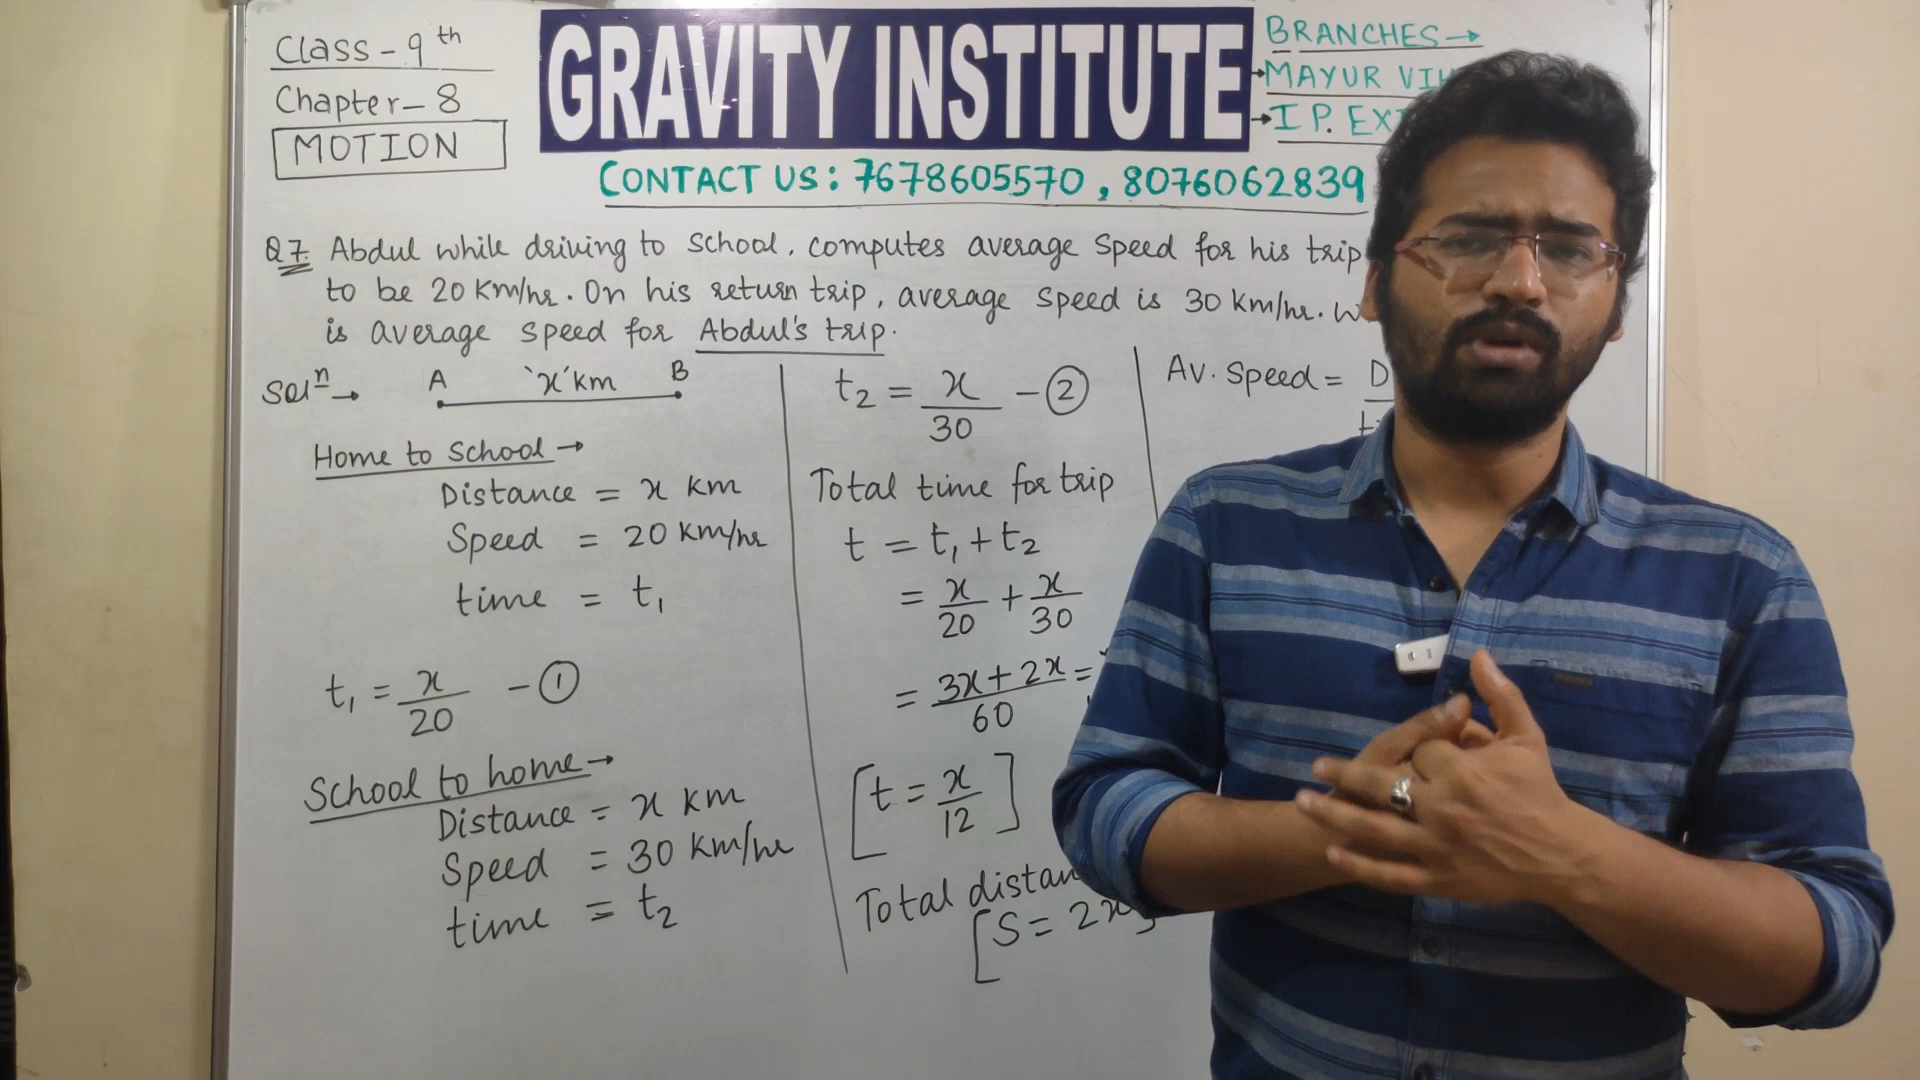 Class - 9th
Chapter - 8
MOTION
GRAVITY INSTITUTE
BRANCHES →
→ MAYUR
→ I.P.
CONTACT US : 7678605570 , 8076062839
Q7. Abdul while driving to school, computes average speed for his trip
to be 20 km/hr. On his return trip, average speed is 30 km/hr.
is average speed for Abdul's trip.
Solⁿ →
A 'x' km B
Home to school →
Distance = x km
Speed = 20 km/hr
time = t₁
t₁ = x/20 - ①
School to home →
Distance = x km
Speed = 30 km/hr
time = t₂
t₂ = x/30 - ②
Total time for trip
t = t₁ + t₂
= x/20 + x/30
= 3x + 2x/60 =
[t = x/12]
Total
[S = 2x]
Av. speed =